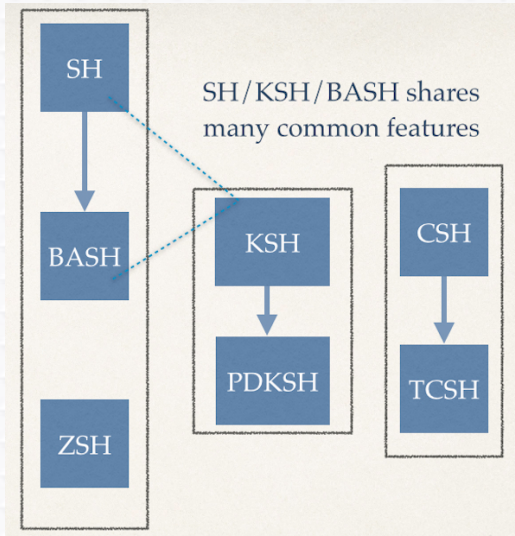 SH
SH/KSH/BASH shares
many common features
BASH
KSH
CSH
PDKSH
TCSH
ZSH